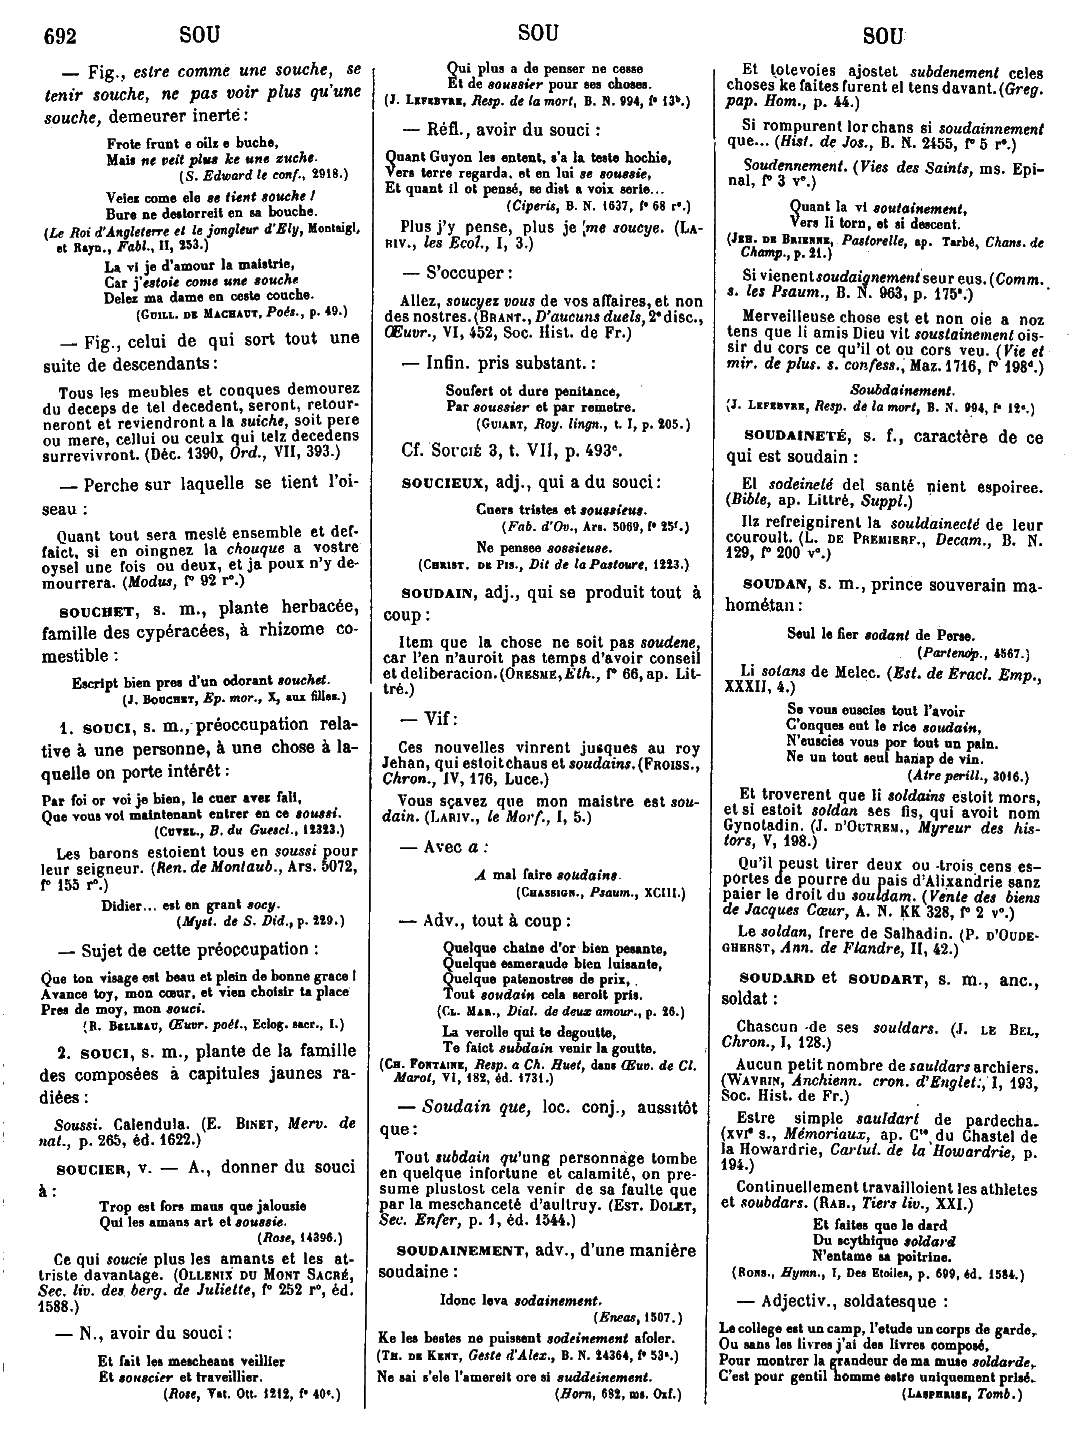 692 SOU SOU SOU
— Fig., estre comme une souche, se
tenir souche, ne pas voir plus qu'une
souche, demeurer inerte :
Frote frunt e oilz e buche,
Mais ne veit plus ke une zuche.
(S. Edward le conf., 2918.)
Veiez come ele se tient souche !
Bure ne destorreit en sa bouche.
(Le Roi d'Angleterre et le jongleur d'Ely, Montaigl,
et Rayn., Fabl., II, 253.)
La vi je d'amour la maistrie,
Car j'estoie come une souche
Delez ma dame en ceste couche.
(Guill. de Machaut, Poés., p. 49.)
— Fig., celui de qui sort tout une
suite de descendants :
Tous les meubles et conques demourez
du deceps de tel decedent, seront, retour-
neront et reviendront a la suiche, soit pere
ou mere, cellui ou ceulx qui telz decedens
surrevivront. (Déc. 1390, Ord., VII, 393.)
— Perche sur laquelle se tient l'oi-
seau :
Quant tout sera meslé ensemble et def-
faict, si en oingnez la chouque a vostre
oysel une fois ou deux, et ja poux n'y de-
mourrera. (Modus, f° 92 r°.)
SOUCHET, s. m., plante herbacée,
famille des cypéracées, à rhizome co-
mestible :
Escript bien pres d'un odorant souchet.
(J. Bouchet, Ep. mor., X, aux filles.)
1. SOUCI, s. m., préoccupation rela-
tive à une personne, à une chose à la-
quelle on porte intérêt :
Par foi or voi je bien, le cuer avez fali,
Que vous voi maintenant entrer en ce soussi.
(Cuvel., B. du Guescl., 12323.)
Les barons estoient tous en soussi pour
leur seigneur. (Ren. de Montaub., Ars. 5072,
f° 155 r°.)
Didier... est en grant socy.
(Myst. de S. Did., p. 229.)
— Sujet de cette préoccupation :
Que ton visage est beau et plein de bonne grace !
Avance toy, mon cœur, et vien choisir ta place
Pres de moy, mon souci.
(R. Belleau, Œuvr. poét., Eclog. sacr., I.)
2. SOUCI, s. m., plante de la famille
des composées à capitules jaunes ra-
diées :
Soussi. Calendula. (E. Binet, Merv. de
nat., p. 265, éd. 1622.)
SOUCIER, v. — A., donner du souci
à :
Trop est fors maus que jalousie
Qui les amans art et soussie.
(Rose, 14396.)
Ce qui soucie plus les amants et les at-
triste davantage. (Ollenix du Mont Sacré,
Sec. liv. des berg. de Juliette, f° 252 r°, éd.
1588.)
— N., avoir du souci :
Et fait les mescheans veillier
Et souscier et traveillier.
(Rose, Vat. Ott. 1212, f° 40c.)
Qui plus a de penser ne cesse
Et de soussier pour ses choses.
(J. Lefebvre, Resp. de la mort, B. N. 994, f° 13b.)
— Réfl., avoir du souci :
Quant Guyon les entent, s'a la teste hochie,
Vers terre regarda, et en lui se soussie,
Et quant il ot pensé, se dist a voix serie...
(Ciperis, B. N. 1637, f° 68 r°.)
Plus j'y pense, plus je me soucye. (La-
riv., les Ecol., I, 3.)
— S'occuper :
Allez, soucyez vous de vos affaires, et non
des nostres. (Brant., D'aucuns duels, 2e disc.,
Œuvr., VI, 452, Soc. Hist. de Fr.)
— Infin. pris substant. :
Soufert ot dure penitance,
Par soussier et par remetre.
(Guiart, Roy. lingn., t. I, p. 205.)
Cf. Sorcié 3, t. VII, p. 493c.
SOUCIEUX, adj., qui a du souci :
Cuers tristes et soussieus.
(Fab. d'Ov., Ars. 5069, f° 25f.)
Ne pensee sossieuse.
(Christ. de Pis., Dit de la Pastoure, 1223.)
SOUDAIN, adj., qui se produit tout à
coup :
Item que la chose ne soit pas soudene,
car l'en n'auroit pas temps d'avoir conseil
et deliberacion. (Oresme, Eth., f° 66, ap. Lit-
tré.)
— Vif :
Ces nouvelles vinrent jusques au roy
Jehan, qui estoit chaus et soudains. (Froiss.,
Chron., IV, 176, Luce.)
Vous sçavez que mon maistre est sou-
dain. (Lariv., le Morf., I, 5.)
— Avec a :
A mal faire soudains.
(Chassign., Psaum., XCIII.)
— Adv., tout à coup :
Quelque chaine d'or bien pesante,
Quelque esmeraude bien luisante,
Quelque patenostres de prix,
Tout soudain cela seroit pris.
(Cl. Mar., Dial. de deux amour., p. 26.)
La verolle qui te degoutte,
Te faict subdain venir la goutte.
(Ch. Fontaine, Resp. a Ch. Huet, dans Œuv. de Cl.
Marot, VI, 182, éd. 1731.)
— Soudain que, loc. conj., aussitôt
que :
Tout subdain qu'ung personnage tombe
en quelque infortune et calamité, on pre-
sume plustost cela venir de sa faulte que
par la meschanceté d'aultruy. (Est. Dolet,
Sec. Enfer, p. 1, éd. 1544.)
SOUDAINEMENT, adv., d'une manière
soudaine :
Idonc leva sodainement.
(Eneas, 1507.)
Ke les bestes ne puissent sodeinement afoler.
(Th. de Kent, Geste d'Alex., B. N. 24364, f° 53a.)
Ne sai s'ele l'amereit ore si suddeinement.
(Horn, 682, ms. Oxf.)
Et totevoies ajostet subdenement celes
choses ke faites furent el tens davant. (Greg.
pap. Hom., p. 44.)
Si rompurent lor chans si soudainnement
que... (Hist. de Jos., B. N. 2455, f° 5 r°.)
Soudennement. (Vies des Saints, ms. Epi-
nal, f° 3 v°.)
Quant la vi soutainement,
Vers li torn, et si descent.
(Jeh. de Brienne, Pastorelle, ap. Tarbé, Chans. de
Champ., p. 21.)
Si vienent soudaignement seur eus. (Comm.
s. les Psaum., B. N. 963, p. 175a.)
Merveilleuse chose est et non oie a noz
tens que li amis Dieu vit soustainement ois-
sir du cors ce qu'il ot ou cors veu. (Vie et
mir. de plus. s. confess., Maz. 1716, f° 198d.)
Soubdainement.
(J. Lefebvre, Resp. de la mort, B. N. 994, f° 12c.)
SOUDAINETÉ, s. f., caractère de ce
qui est soudain :
El sodeineté del santé nient espoiree.
(Bible, ap. Littré, Suppl.)
Ilz refreignirent la souldainecté de leur
couroult. (L. de Premierf., Decam., B. N.
129, f° 200 v°.)
SOUDAN, s. m., prince souverain ma-
hométan :
Seul le fier sodant de Perse.
(Partenop., 4567.)
Li solans de Melec. (Est. de Eracl. Emp.,
XXXII, 4.)
Se vous eussies tout l'avoir
C'onques eut le rice soudain,
N'eussies vous por tout un pain.
Ne un tout seul hanap de vin.
(Atre perill., 3016.)
Et troverent que li soldains estoit mors,
et si estoit soldan ses fis, qui avoit nom
Gynotadin. (J. d'Outrem., Myreur des his-
tors, V, 198.)
Qu'il peust tirer deux ou trois cens es-
portes de pourre du pais d'Alixandrie sanz
paier le droit du souldam. (Vente des biens
de Jacques Cœur, A. N. KK 328, f° 2 v°.)
Le soldan, frere de Salhadin. (P. d'Oude-
gherst, Ann. de Flandre, II, 42.)
SOUDARD et SOUDART, s. m., anc.,
soldat :
Chascun de ses souldars. (J. le Bel,
Chron., I, 128.)
Aucun petit nombre de sauldars archiers.
(Wavrin, Anchienn. cron. d'Englet., I, 193,
Soc. Hist. de Fr.)
Estre simple sauldart de pardecha.
(xvie s., Mémoriaux, ap. Cte du Chastel de
la Howardrie, Cartul. de la Howardrie, p.
194.)
Continuellement travailloient les athletes
et soubdars. (Rab., Tiers liv., XXI.)
Et faites que le dard
Du scythique soldard
N'entame sa poitrine.
(Rons., Hymn., I, Des Etoiles, p. 699, éd. 1584.)
— Adjectiv., soldatesque :
Le college est un camp, l'etude un corps de garde,
Ou sans les livres j'ai des livres composé,
Pour montrer la grandeur de ma muse soldarde,
C'est pour gentil homme estre uniquement prisé.
(Lasphrise, Tomb.)